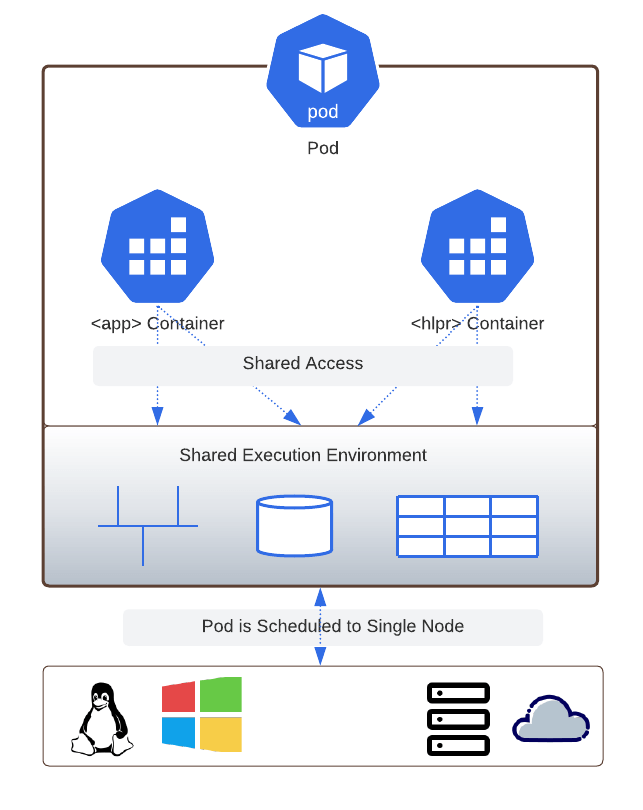 pod
Pod
<app> Container
<hlpr> Container
Shared Access
Shared Execution Environment
Pod is Scheduled to Single Node